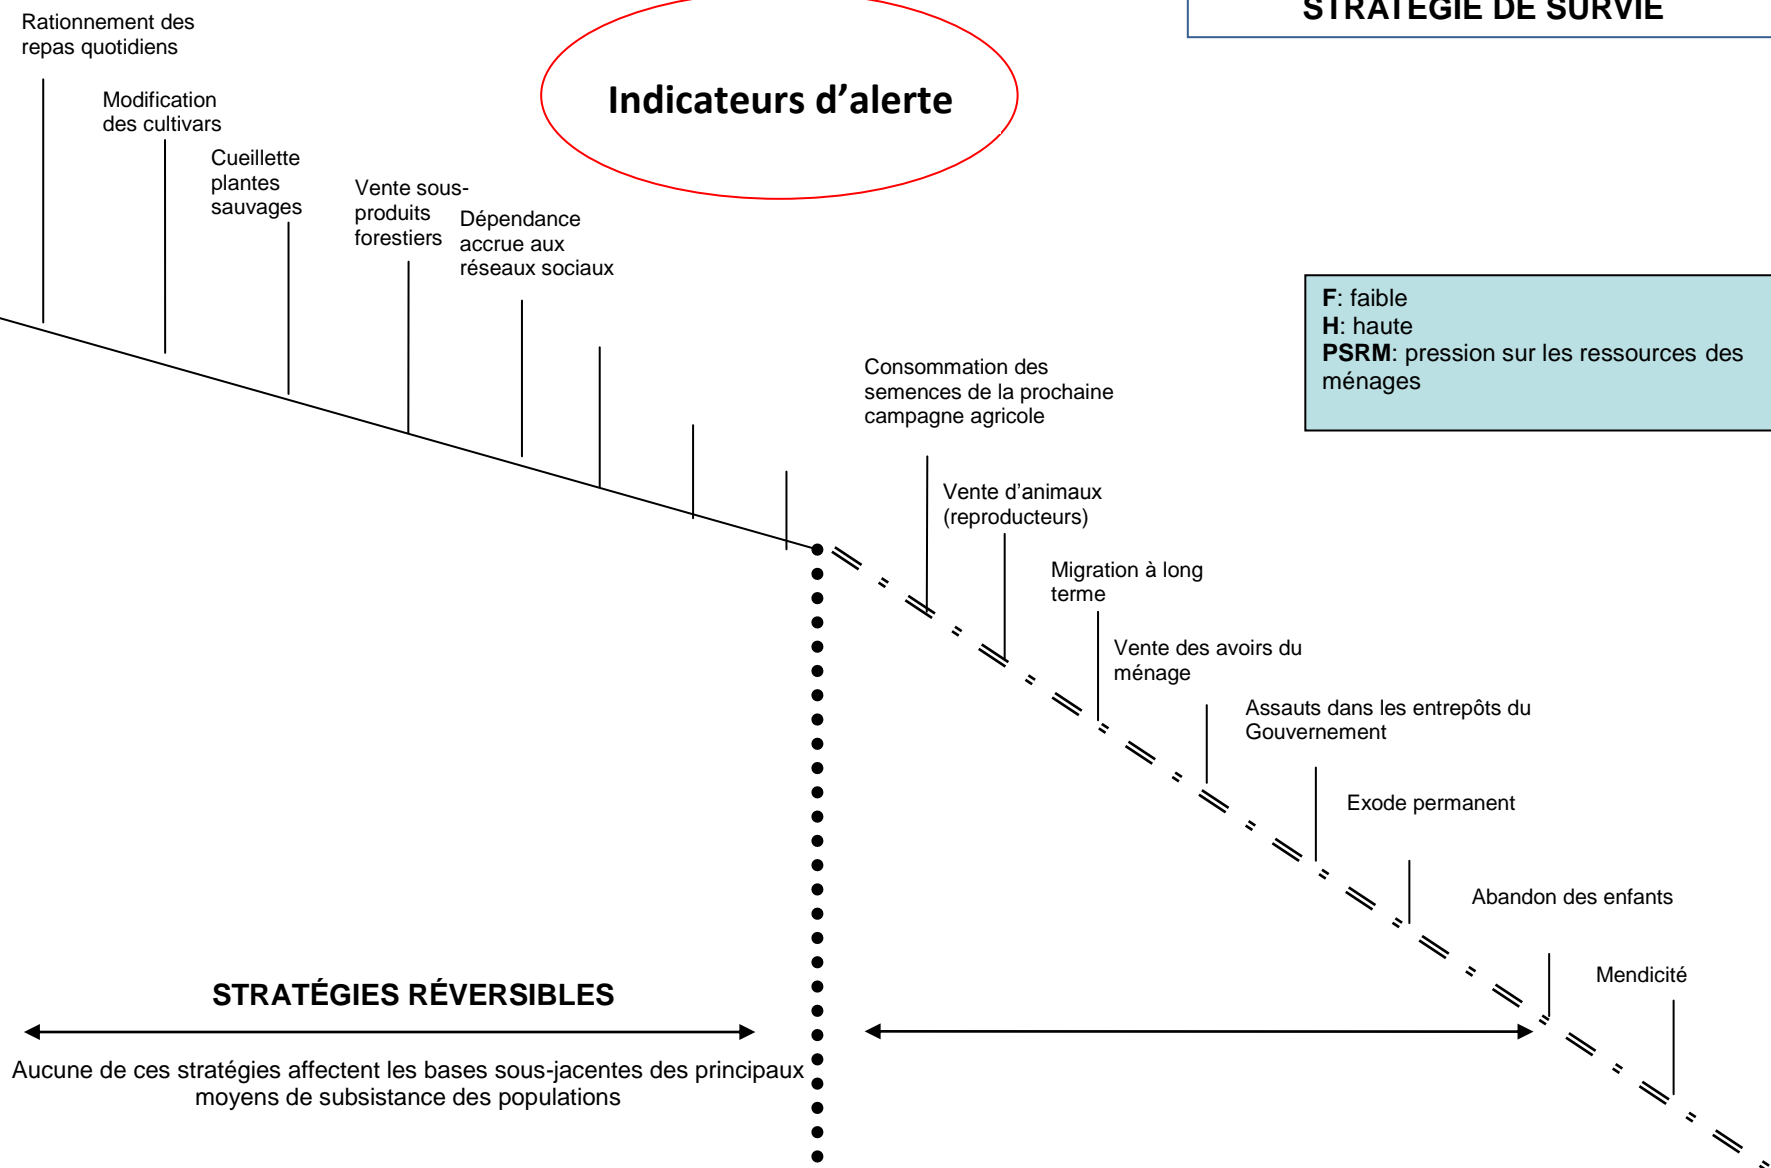 STRATÉGIE DE SURVIE
Rationnement des
repas quotidiens
Indicateurs d’alerte
Modification
des cultivars
Cueillette
plantes
sauvages
Vente sous-
produits
forestiers
Dépendance
accrue aux
réseaux sociaux
F: faible
H: haute
PSRM: pression sur les ressources des
ménages
Consommation des
semences de la prochaine
campagne agricole
Vente d’animaux
(reproducteurs)
Migration à long
terme
Vente des avoirs du
ménage
Assauts dans les entrepôts du
Gouvernement
Exode permanent
Abandon des enfants
Mendicité
STRATÉGIES RÉVERSIBLES
Aucune de ces stratégies affectent les bases sous-jacentes des principaux
moyens de subsistance des populations